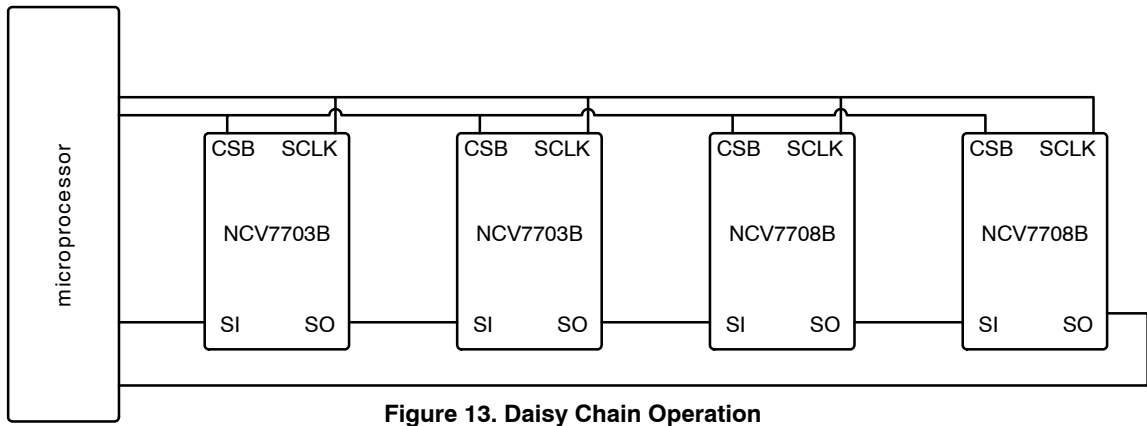 microprocessor
CSB SCLK
NCV7703B
SI SO
CSB SCLK
NCV7703B
SI SO
CSB SCLK
NCV7708B
SI SO
CSB SCLK
NCV7708B
SI SO
Figure 13. Daisy Chain Operation